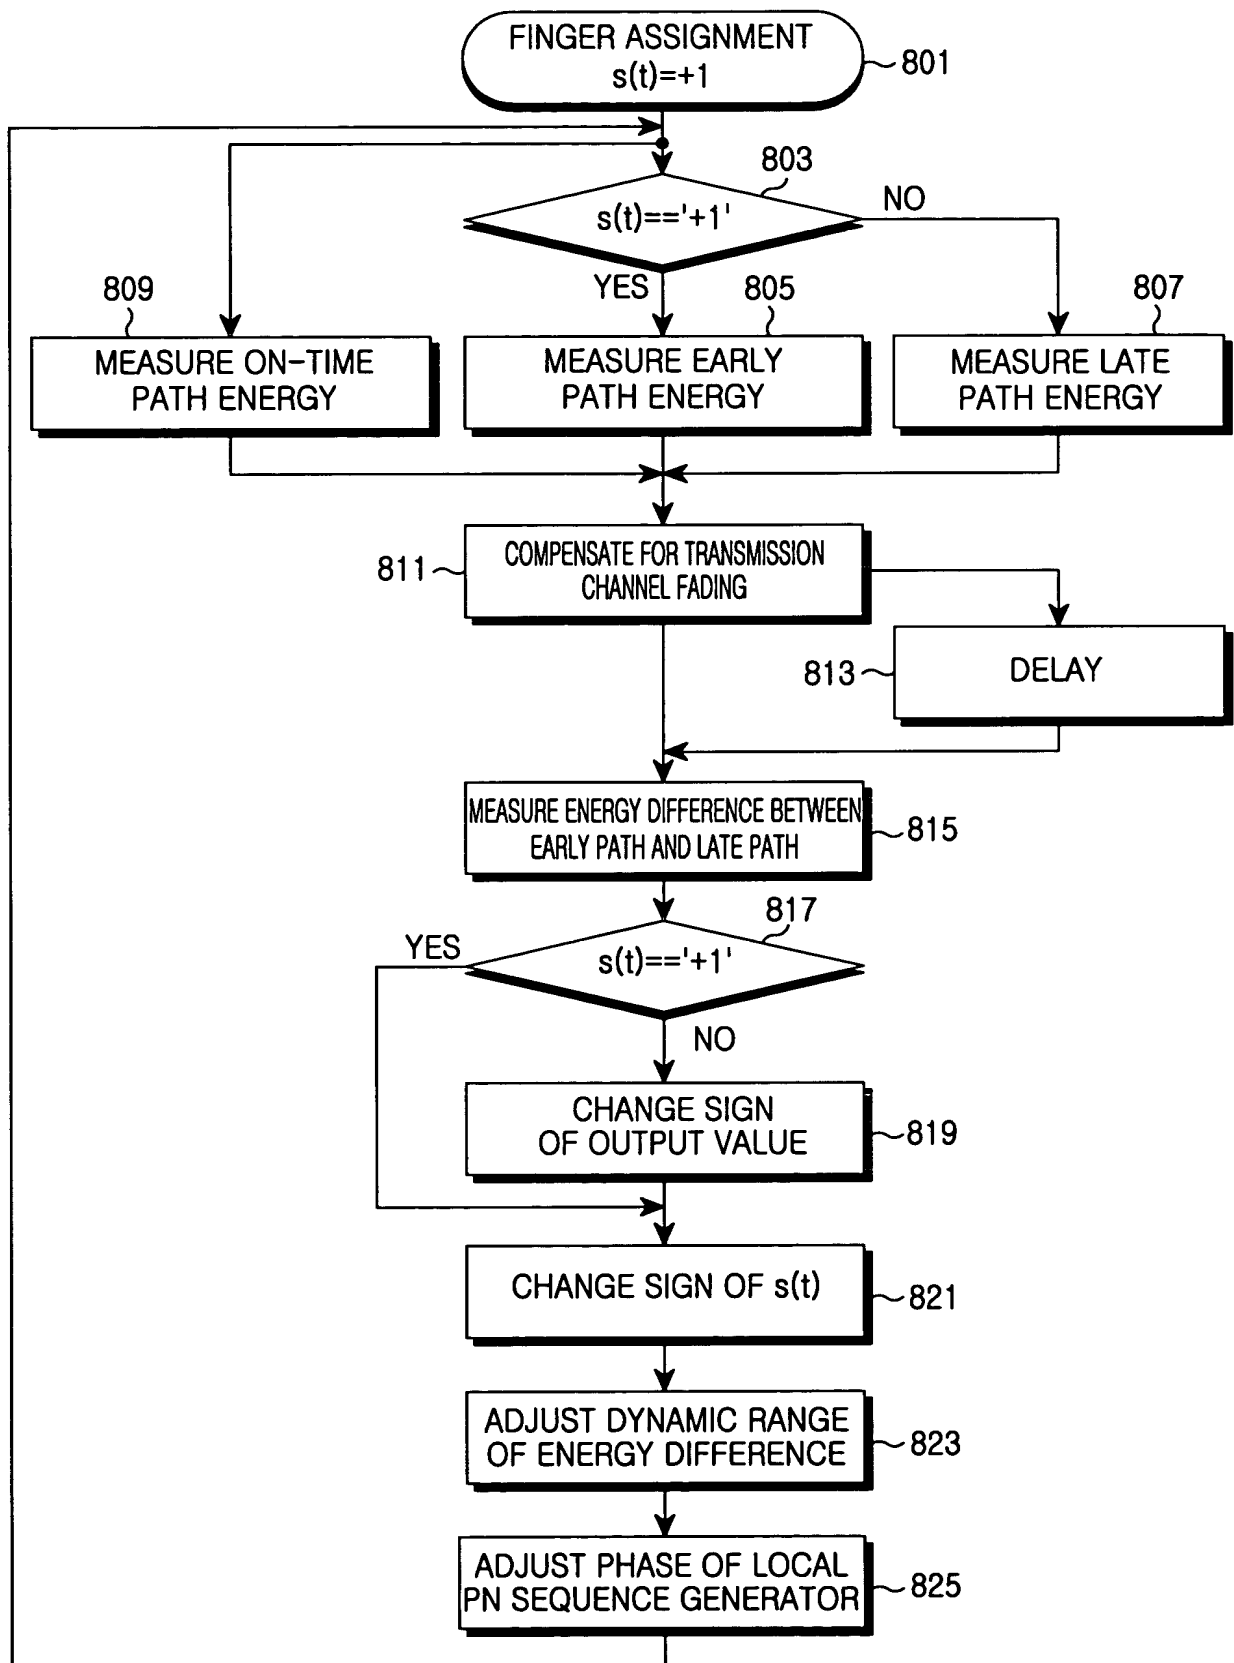 FINGER ASSIGNMENT
s(t)=+1
801
803
s(t)=='+1'
NO
YES
809
805
807
MEASURE ON-TIME
PATH ENERGY
MEASURE EARLY
PATH ENERGY
MEASURE LATE
PATH ENERGY
811
COMPENSATE FOR TRANSMISSION
CHANNEL FADING
813
DELAY
MEASURE ENERGY DIFFERENCE BETWEEN
EARLY PATH AND LATE PATH
815
817
YES
s(t)=='+1'
NO
CHANGE SIGN
OF OUTPUT VALUE
819
CHANGE SIGN OF s(t)
821
ADJUST DYNAMIC RANGE
OF ENERGY DIFFERENCE
823
ADJUST PHASE OF LOCAL
PN SEQUENCE GENERATOR
825